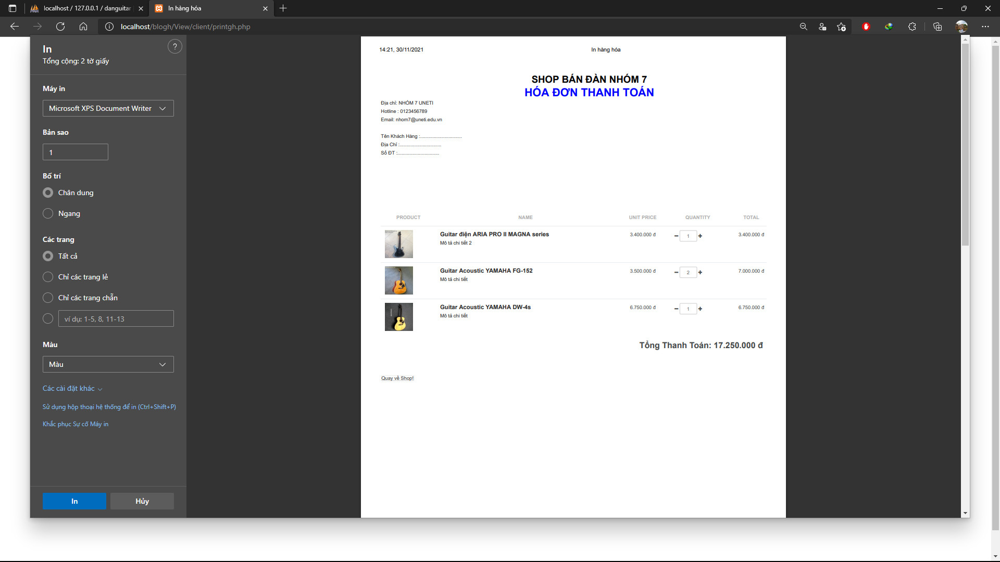 localhost / 127.0.0.1 / danguitar
In hàng hóa
localhost/blogh/View/client/printgh.php
In
?
Tổng cộng: 2 tờ giấy
Máy in
Microsoft XPS Document Writer
Bản sao
1
Bố trí
Chân dung
Ngang
Các trang
Tất cả
Chỉ các trang lẻ
Chỉ các trang chẵn
ví dụ: 1-5, 8, 11-13
Màu
Màu
Các cài đặt khác
Sử dụng hộp thoại hệ thống để in (Ctrl+Shift+P)
Khắc phục Sự cố Máy in
In
Hủy
14:21, 30/11/2021
In hàng hóa
SHOP BÁN ĐÀN NHÓM 7
HÓA ĐƠN THANH TOÁN
Địa chỉ: NHÓM 7 UNETI
Hotline : 0123456789
Email: nhom7@uneti.edu.vn
Tên Khách Hàng :...............................
Địa Chỉ :...............................
Số ĐT :...............................
PRODUCT NAME UNIT PRICE QUANTITY TOTAL
Guitar điện ARIA PRO II MAGNA series 3.400.000 đ - 1 + 3.400.000 đ
Mô tả chi tiết 2
Guitar Acoustic YAMAHA FG-152 3.500.000 đ - 2 + 7.000.000 đ
Mô tả chi tiết
Guitar Acoustic YAMAHA DW-4s 6.750.000 đ - 1 + 6.750.000 đ
Mô tả chi tiết
Tổng Thanh Toán: 17.250.000 đ
Quay về Shop!